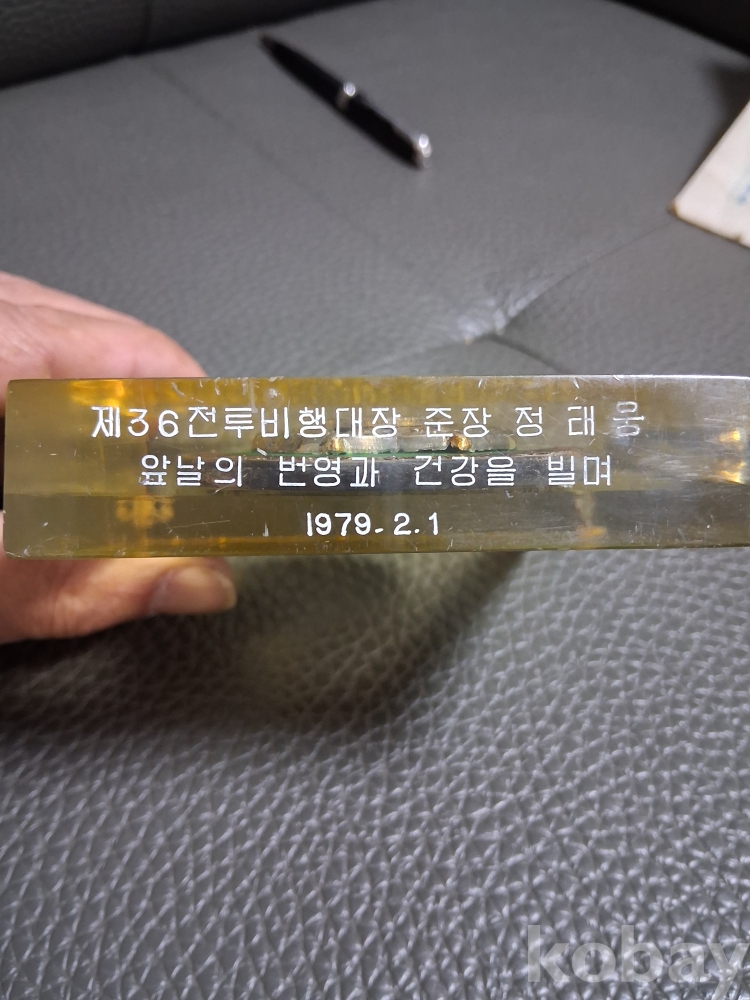 제36전투비행대장 준장 정 태 웅
앞날의 번영과 건강을 빌며
1979.2.1
kobay